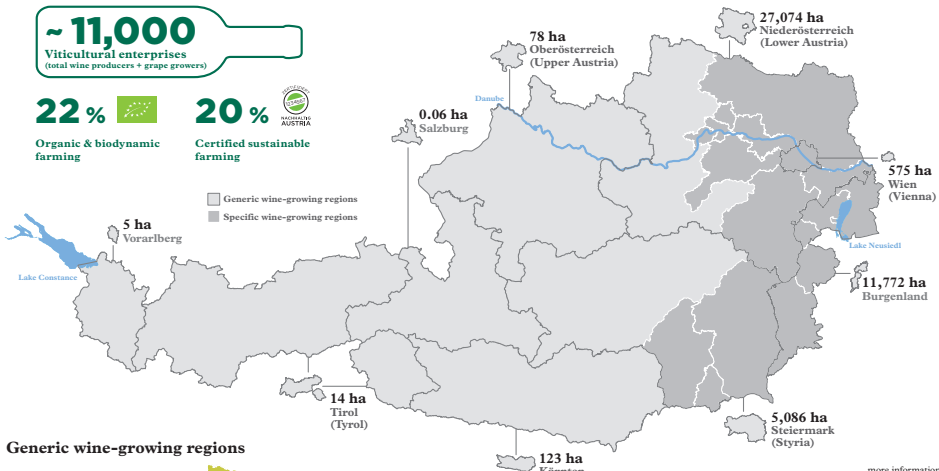 ~ 11,000
Viticultural enterprises
(total wine producers + grape growers)
22 %
Organic & biodynamic
farming
20 %
NACHHALTIG
AUSTRIA
Certified sustainable
farming
Generic wine-growing regions
Specific wine-growing regions
27,074 ha
Niederösterreich
(Lower Austria)
78 ha
Oberösterreich
(Upper Austria)
Danube
0.06 ha
Salzburg
575 ha
Wien
(Vienna)
5 ha
Vorarlberg
Lake Constance
Lake Neusiedl
11,772 ha
Burgenland
14 ha
Tirol
(Tyrol)
5,086 ha
Steiermark
(Styria)
123 ha
Kärnten
Generic wine-growing regions
more information